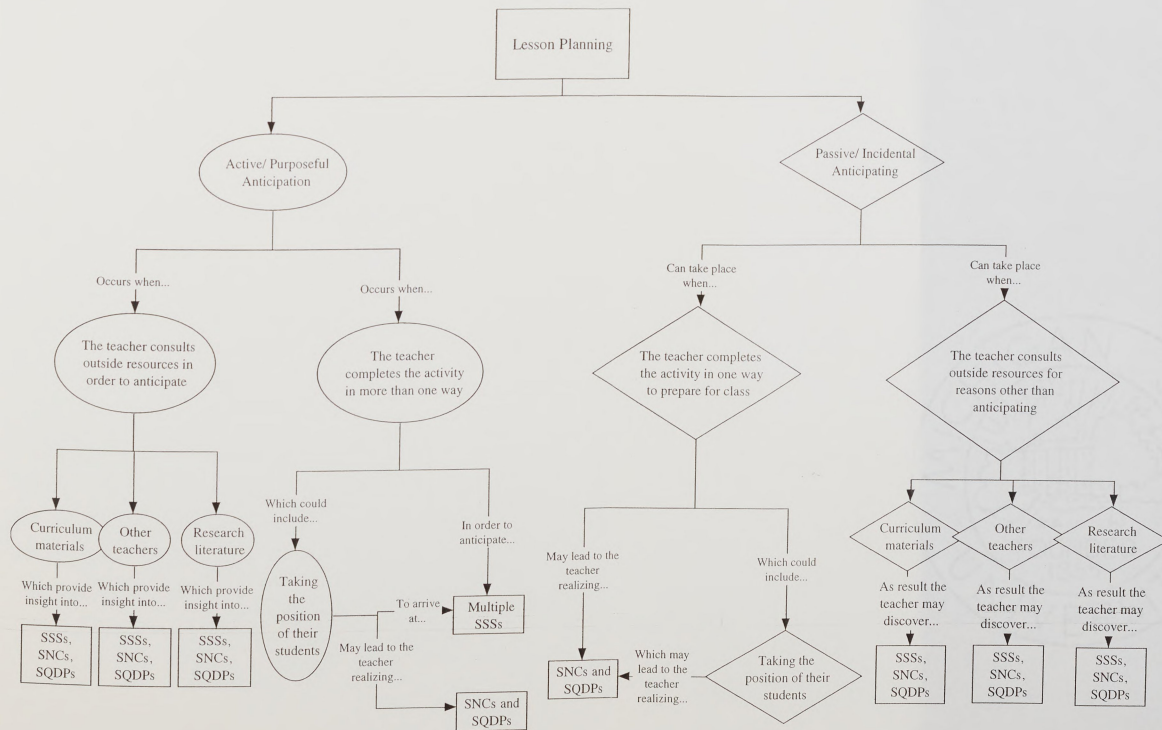 Lesson Planning
Active/ Purposeful
Anticipation
Passive/ Incidental
Anticipating
Occurs when...
Occurs when...
Can take place
when...
Can take place
when...
The teacher consults
outside resources in
order to anticipate
The teacher
completes the activity
in more than one way
The teacher completes
the activity in one way
to prepare for class
The teacher consults
outside resources for
reasons other than
anticipating
Curriculum
materials
Other
teachers
Research
literature
Which could
include...
In order to
anticipate...
May lead to the
teacher
realizing...
Which could
include...
Curriculum
materials
Other
teachers
Research
literature
Which provide
insight into...
Which provide
insight into...
Which provide
insight into...
Taking
the
position
of their
students
To arrive
at...
Multiple
SSSs
As result the
teacher may
discover...
As result the
teacher may
discover...
As result the
teacher may
discover...
SSSs,
SNCs,
SQDPs
SSSs,
SNCs,
SQDPs
SSSs,
SNCs,
SQDPs
May lead to the
teacher
realizing...
SNCs and
SQDPs
SNCs and
SQDPs
Which may
lead to the
teacher
realizing...
Taking the
position of their
students
SSSs,
SNCs,
SQDPs
SSSs,
SNCs,
SQDPs
SSSs,
SNCs,
SQDPs